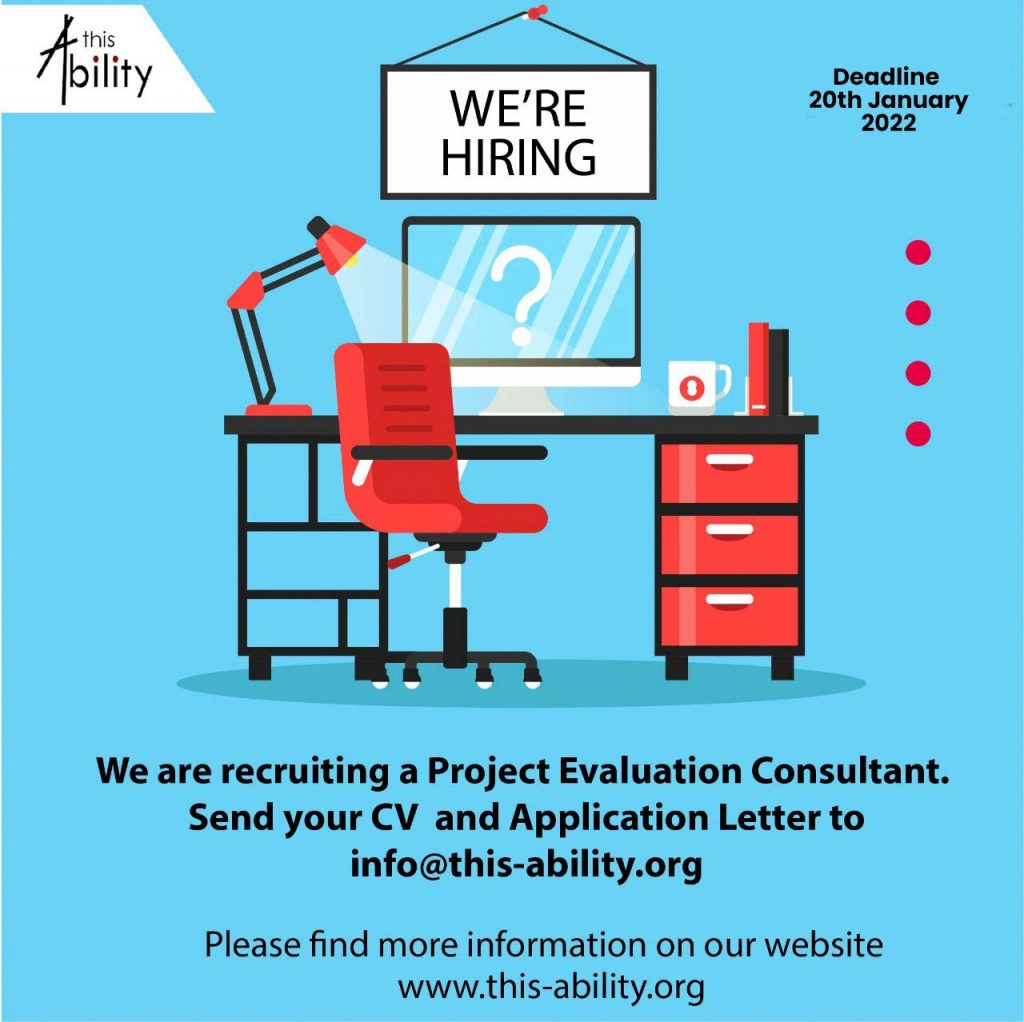 this
Ability
WE'RE
HIRING
Deadline
20th January
2022
?
We are recruiting a Project Evaluation Consultant.
Send your CV  and Application Letter to
info@this-ability.org
Please find more information on our website
www.this-ability.org